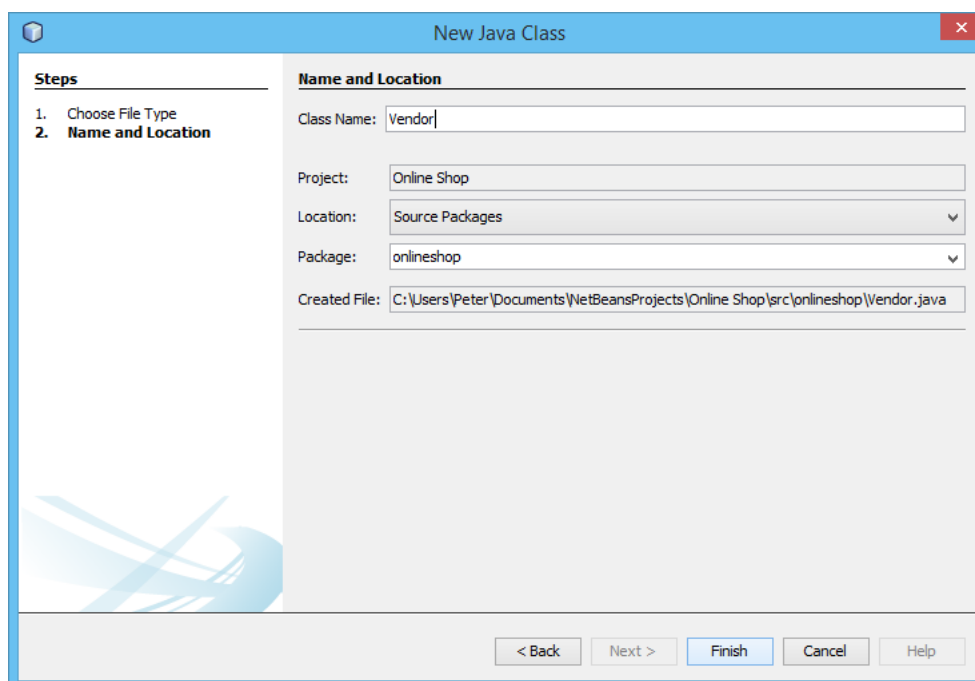 New Java Class
Steps
1. Choose File Type
2. Name and Location
Name and Location
Class Name: Vendor
Project: Online Shop
Location: Source Packages
Package: onlineshop
Created File: C:\Users\Peter\Documents\NetBeansProjects\Online Shop\src\onlineshop\Vendor.java
< Back Next > Finish Cancel Help